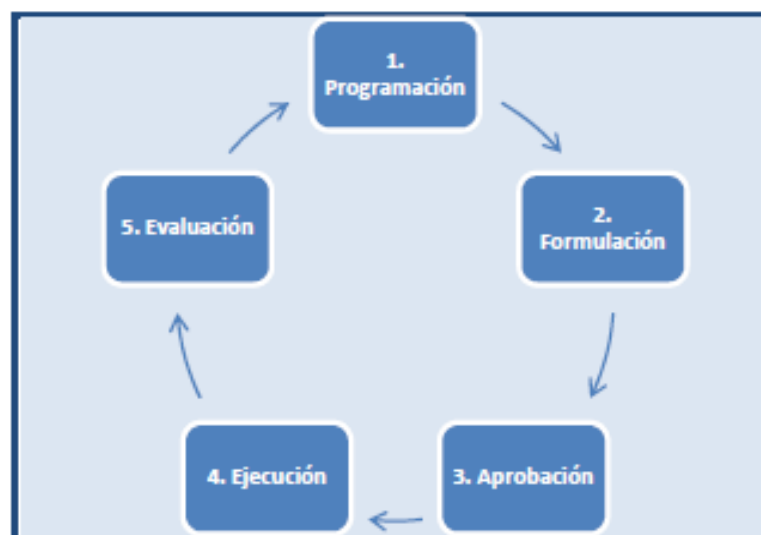 1.
Programación
2.
Formulación
3. Aprobación
4. Ejecución
5. Evaluación